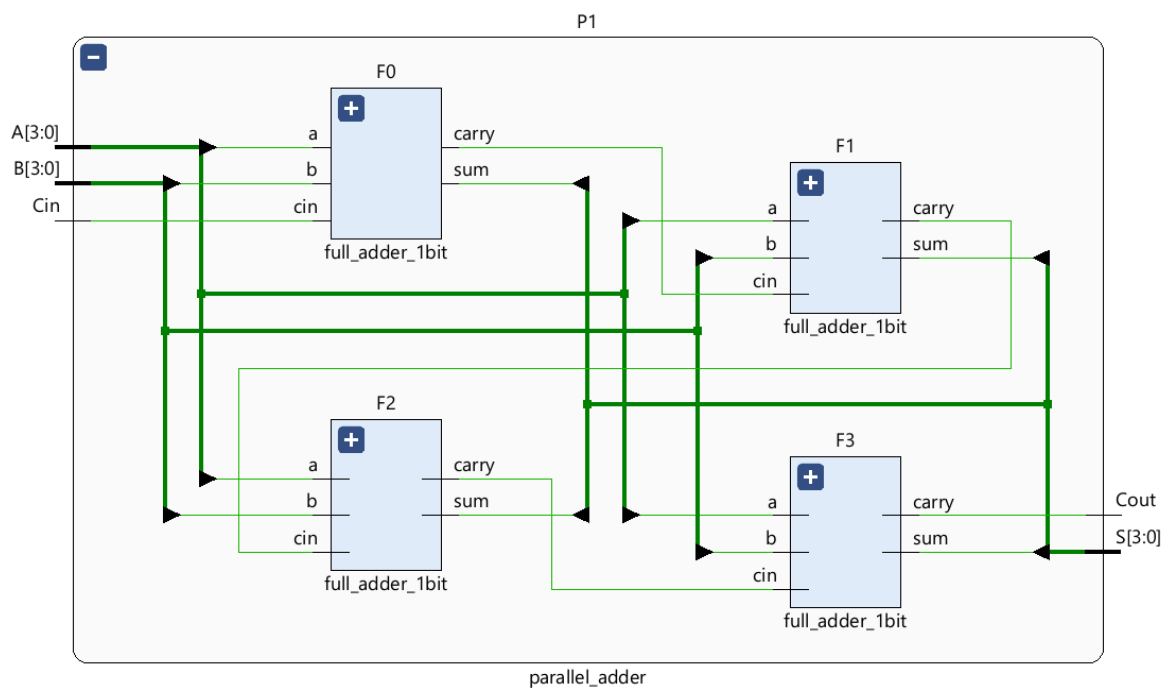 P1
A[3:0]
B[3:0]
Cin
F0
a
b
cin
carry
sum
full_adder_1bit
F1
a
b
cin
carry
sum
full_adder_1bit
F2
a
b
cin
carry
sum
full_adder_1bit
F3
a
b
cin
carry
sum
full_adder_1bit
Cout
S[3:0]
parallel_adder